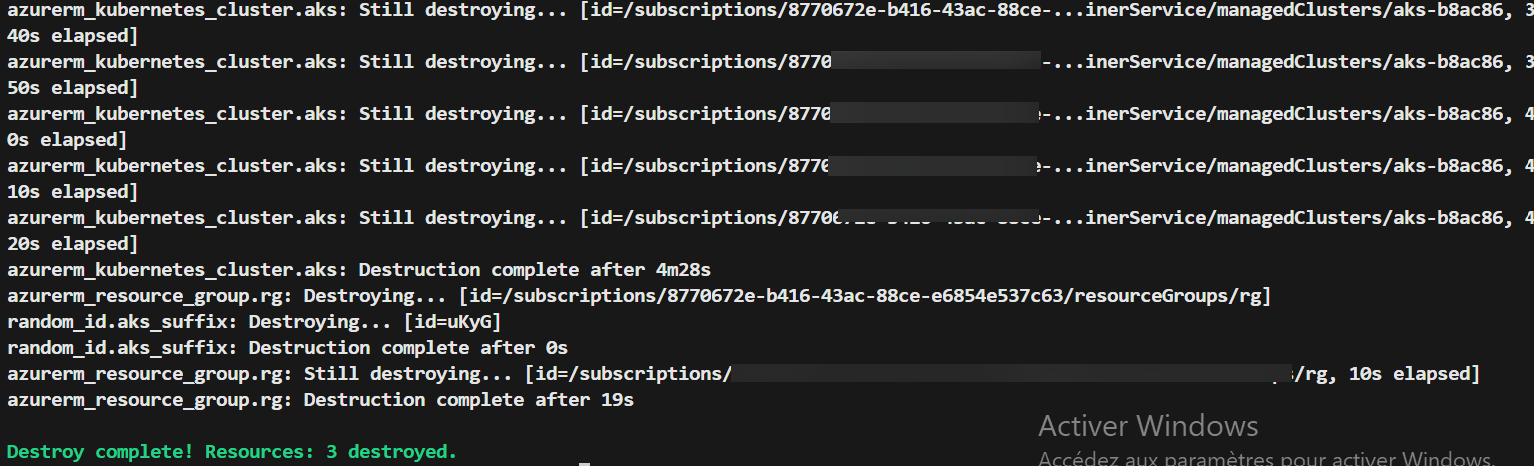 azurerm_kubernetes_cluster.aks: Still destroying... [id=/subscriptions/8770672e-b416-43ac-88ce-...inerService/managedClusters/aks-b8ac86, 3
40s elapsed]
azurerm_kubernetes_cluster.aks: Still destroying... [id=/subscriptions/8770 -...inerService/managedClusters/aks-b8ac86, 3
50s elapsed]
azurerm_kubernetes_cluster.aks: Still destroying... [id=/subscriptions/8770 -...inerService/managedClusters/aks-b8ac86, 4
0s elapsed]
azurerm_kubernetes_cluster.aks: Still destroying... [id=/subscriptions/8770 -...inerService/managedClusters/aks-b8ac86, 4
10s elapsed]
azurerm_kubernetes_cluster.aks: Still destroying... [id=/subscriptions/8770 -...inerService/managedClusters/aks-b8ac86, 4
20s elapsed]
azurerm_kubernetes_cluster.aks: Destruction complete after 4m28s
azurerm_resource_group.rg: Destroying... [id=/subscriptions/8770672e-b416-43ac-88ce-e6854e537c63/resourceGroups/rg]
random_id.aks_suffix: Destroying... [id=uKyG]
random_id.aks_suffix: Destruction complete after 0s
azurerm_resource_group.rg: Still destroying... [id=/subscriptions/ /rg, 10s elapsed]
azurerm_resource_group.rg: Destruction complete after 19s
Destroy complete! Resources: 3 destroyed.
Activer Windows
Accédez aux paramètres pour activer Windows.